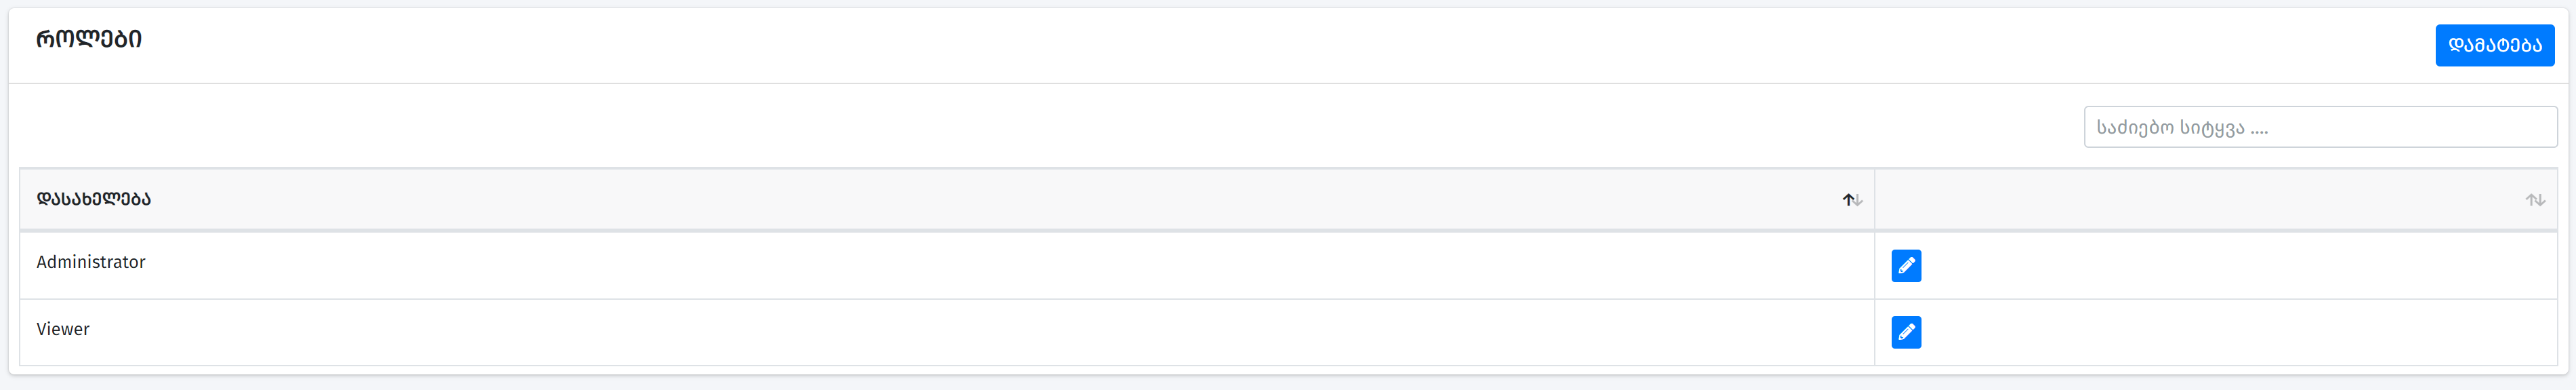 როლები
დამატება
საძიებო სიტყვა ....
დასახელება
Administrator
Viewer